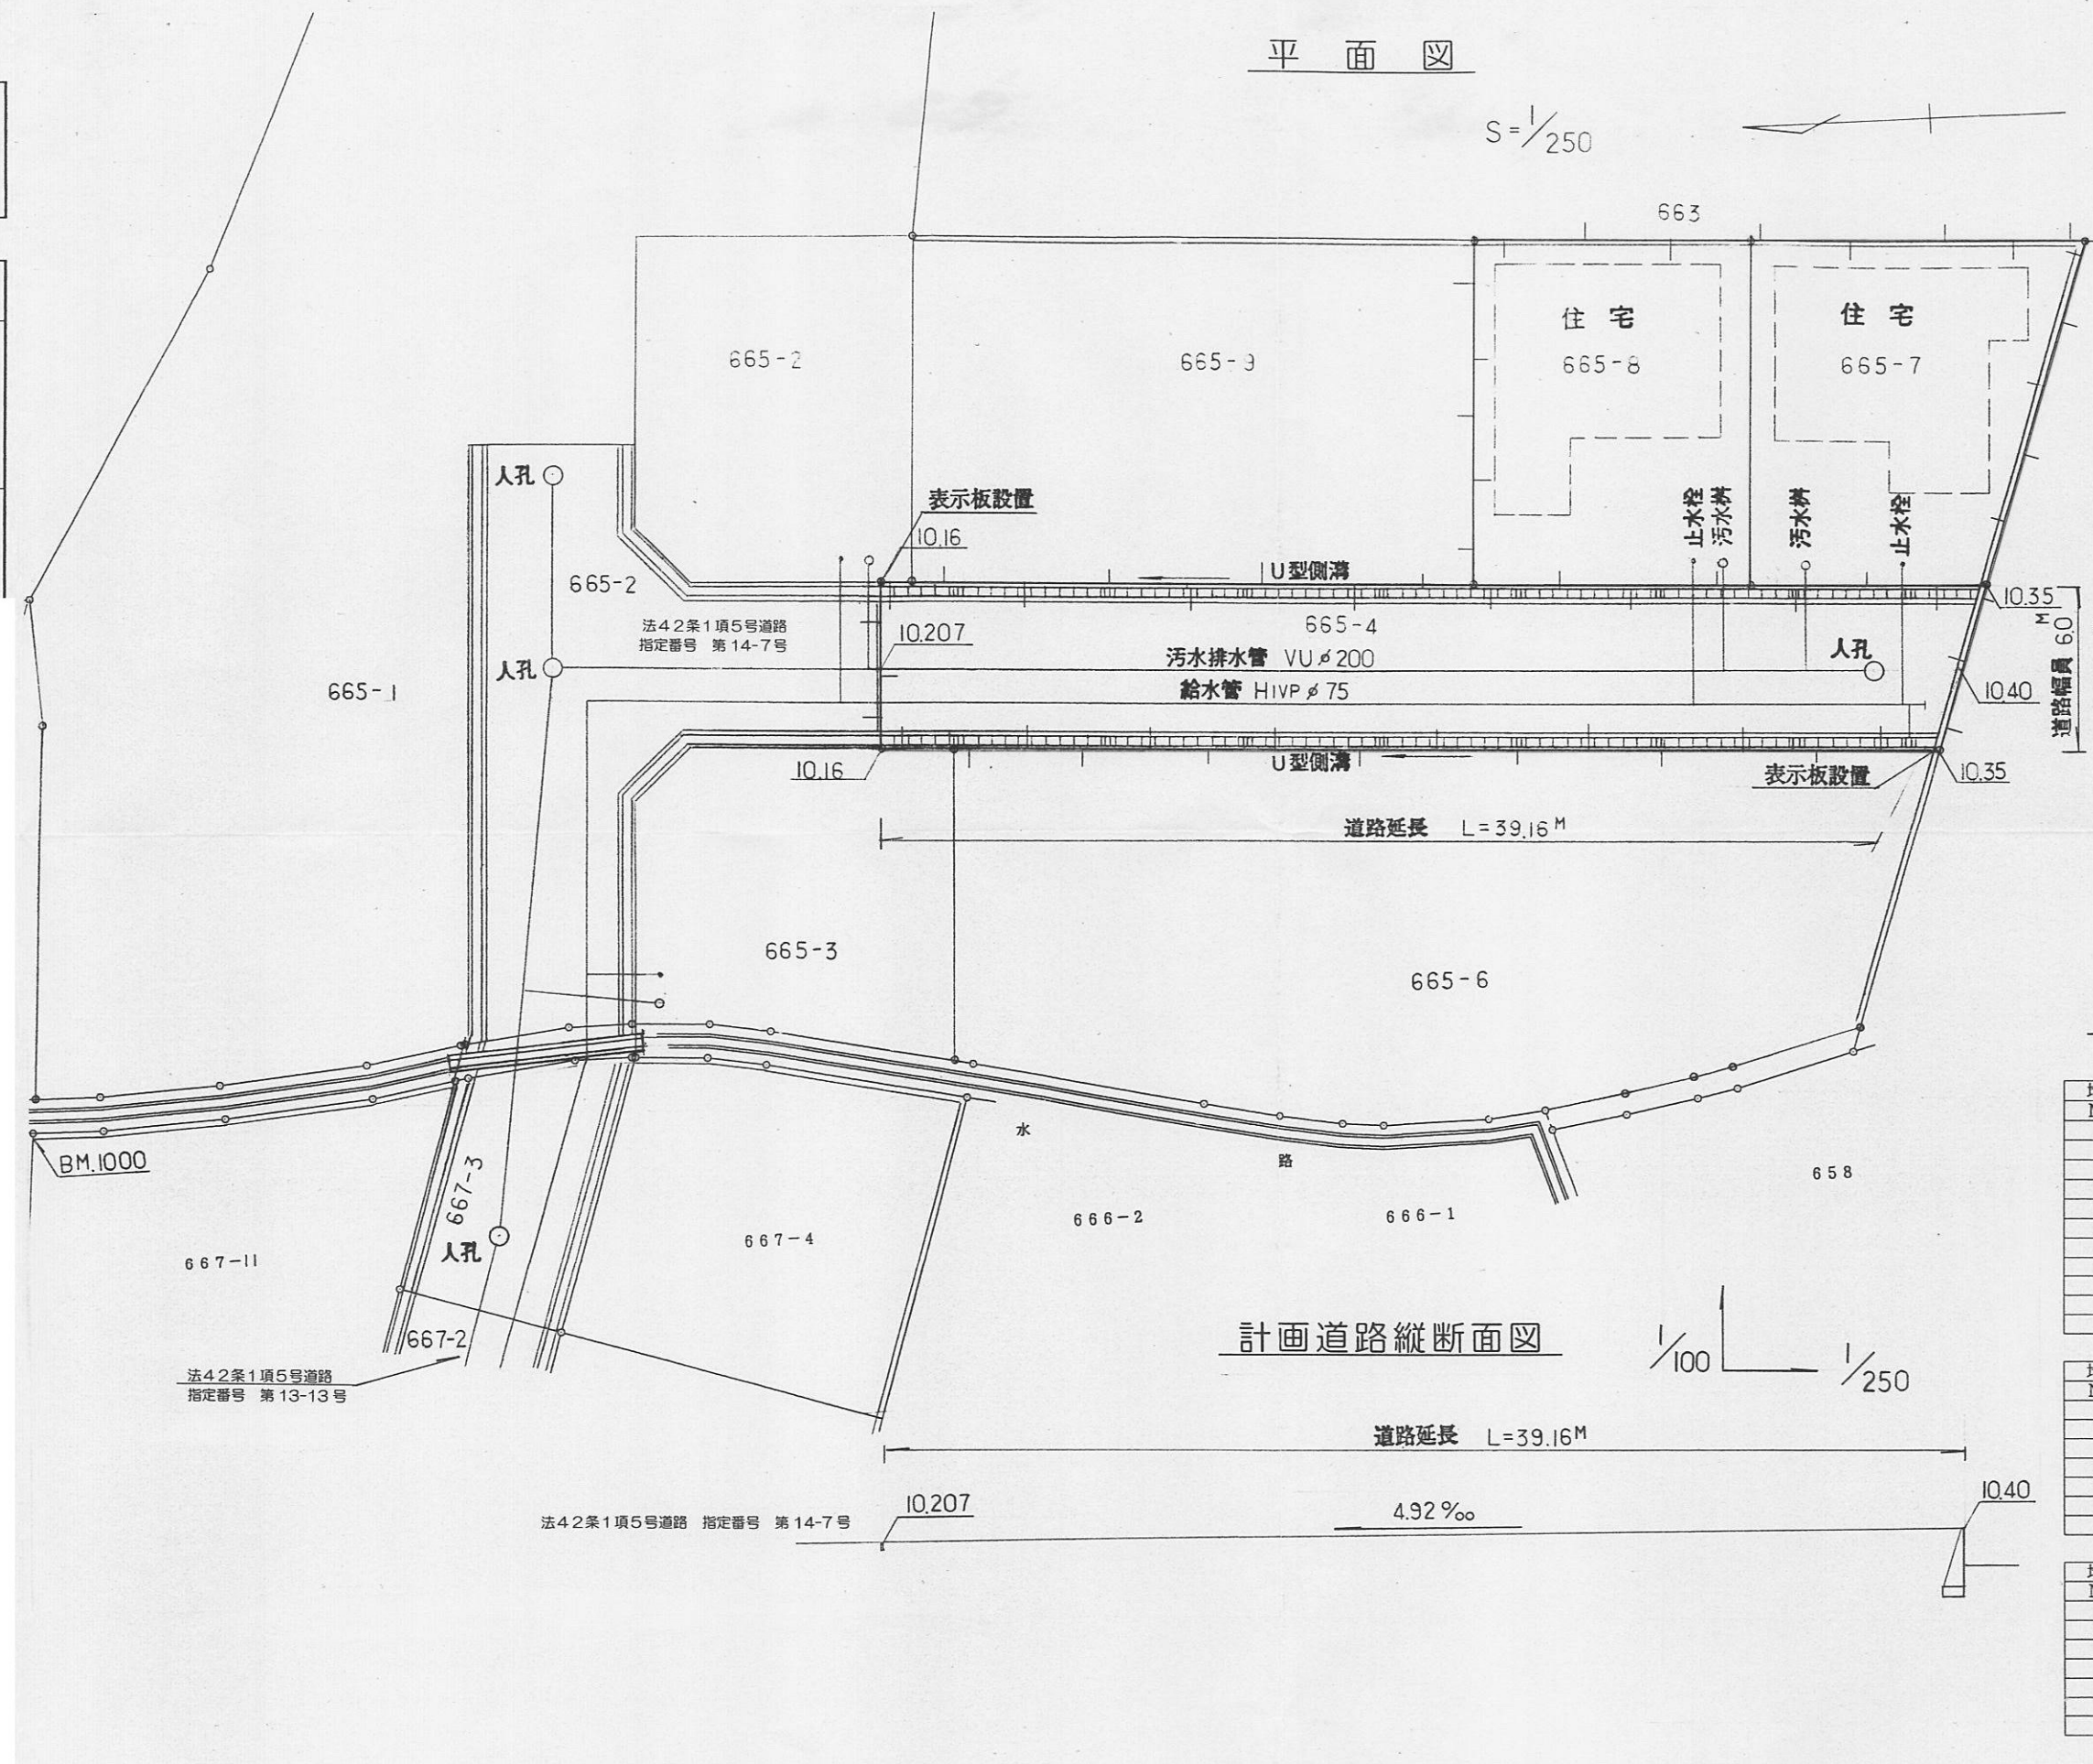 平 面 図
S=1/250
663
住 宅
665-8
住 宅
665-7
665-2
665-9
人孔
表示板設置
10.16
止水栓
汚水桝
汚水桝
止水栓
665-2
U型側溝
10.35
法42条1項5号道路
指定番号 第14-7号
665-4
10.207
汚水排水管 VUφ200
人孔
人孔
道路幅員 6.0M
665-1
給水管 HIVPφ75
10.40
10.16
U型側溝
表示板設置
10.35
道路延長 L=39.16M
665-3
665-6
水
路
BM.1000
667-3
658
人孔
667-11
667-4
666-2
666-1
667-2
法42条1項5号道路
指定番号 第13-13号
計画道路縦断面図
1/100
1/250
道路延長 L=39.16M
法42条1項5号道路 指定番号 第14-7号
10.207
4.92‰
10.40